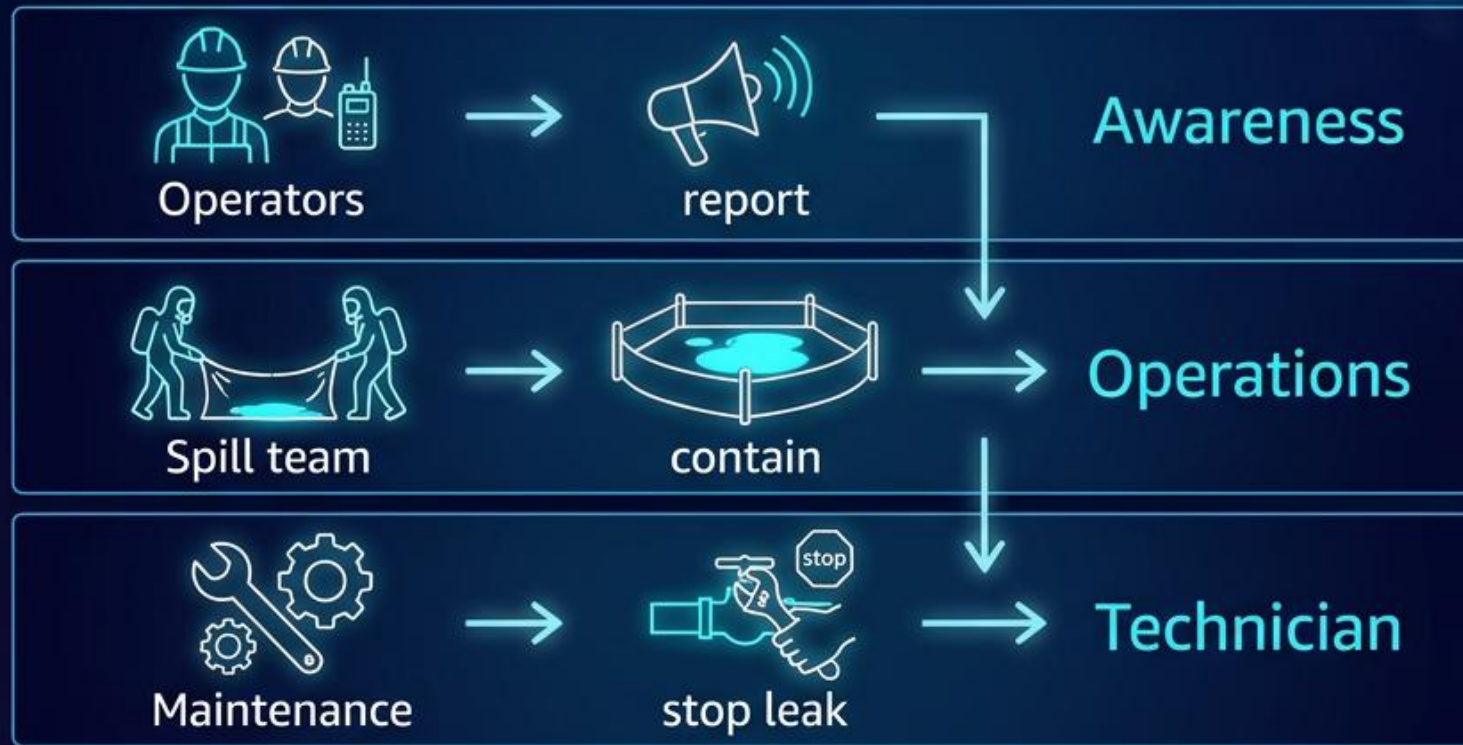 Operators
report
Awareness
Spill team
contain
Operations
stop
Maintenance
stop leak
Technician